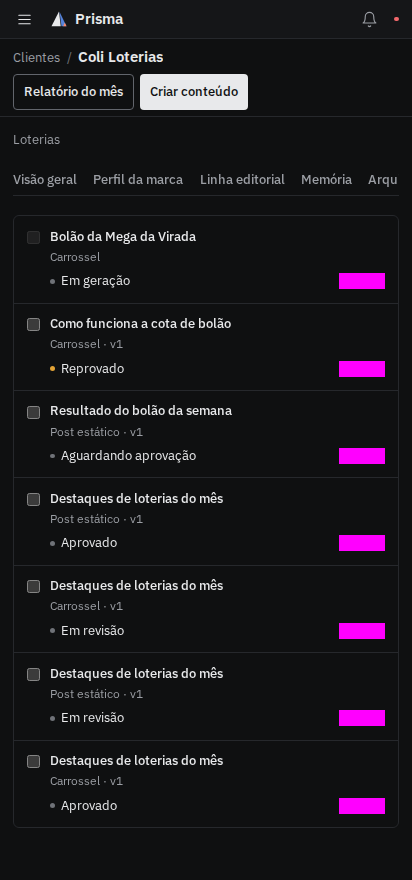 Prisma
Clientes / Coli Loterias
Relatório do mês Criar conteúdo
Loterias
Visão geral Perfil da marca Linha editorial Memória Arqu
Bolão da Mega da Virada
Carrossel
Em geração
Como funciona a cota de bolão
Carrossel · v1
Reprovado
Resultado do bolão da semana
Post estático · v1
Aguardando aprovação
Destaques de loterias do mês
Post estático · v1
Aprovado
Destaques de loterias do mês
Carrossel · v1
Em revisão
Destaques de loterias do mês
Post estático · v1
Em revisão
Destaques de loterias do mês
Carrossel · v1
Aprovado